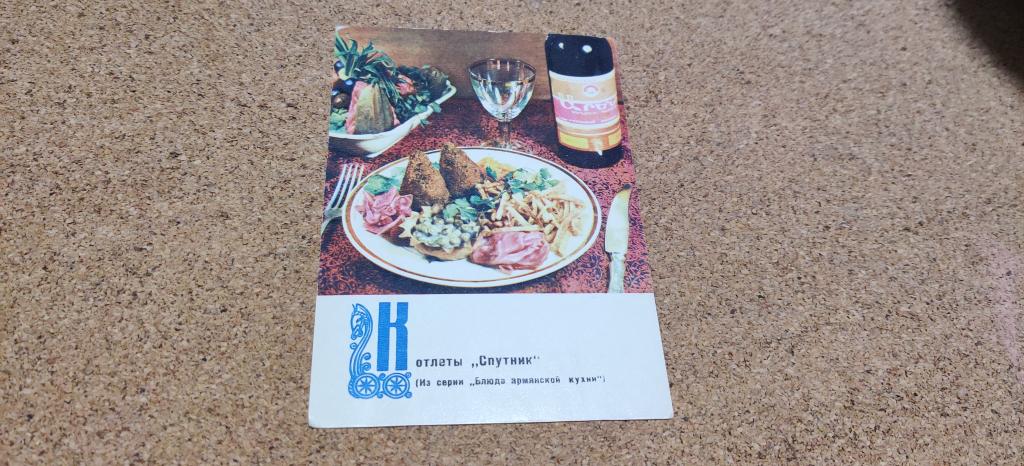 Котлеты „Спутник“
(Из серии „Блюда армянской кухни“)